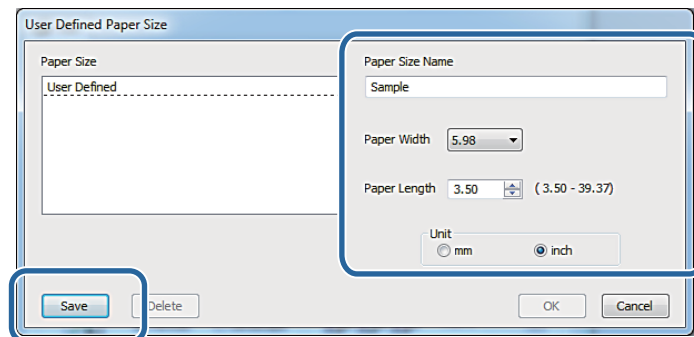 User Defined Paper Size
Paper Size
User Defined
Paper Size Name
Sample
Paper Width 5.98
Paper Length 3.50 (3.50 - 39.37)
Unit
mm inch
Save Delete OK Cancel